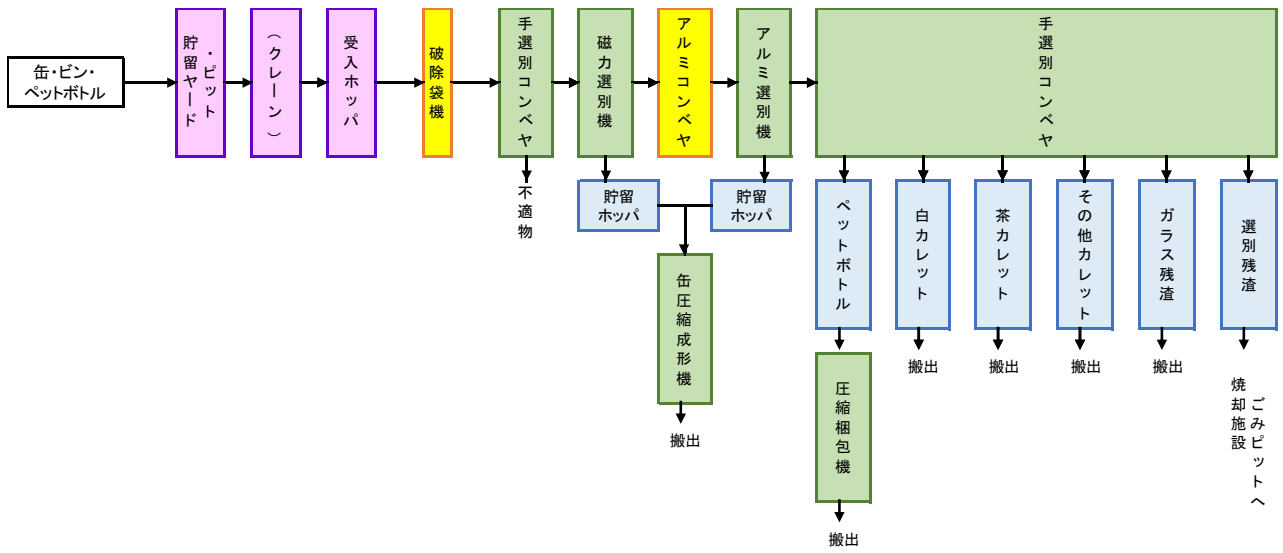 缶・ビン・
ペットボトル
貯留ヤード
・ピット
（クレーン）
受入ホッパ
破除袋機
手選別コンベヤ
磁力選別機
アルミコンベヤ
アルミ選別機
手選別コンベヤ
不適物
貯留
ホッパ
貯留
ホッパ
缶圧縮成形機
搬出
ペットボトル
白カレット
茶カレット
その他カレット
ガラス残渣
選別残渣
圧縮梱包機
搬出
搬出
搬出
搬出
搬出
焼却施設
ごみピットへ